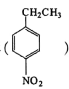 CH₂CH₃
( )
NO₂